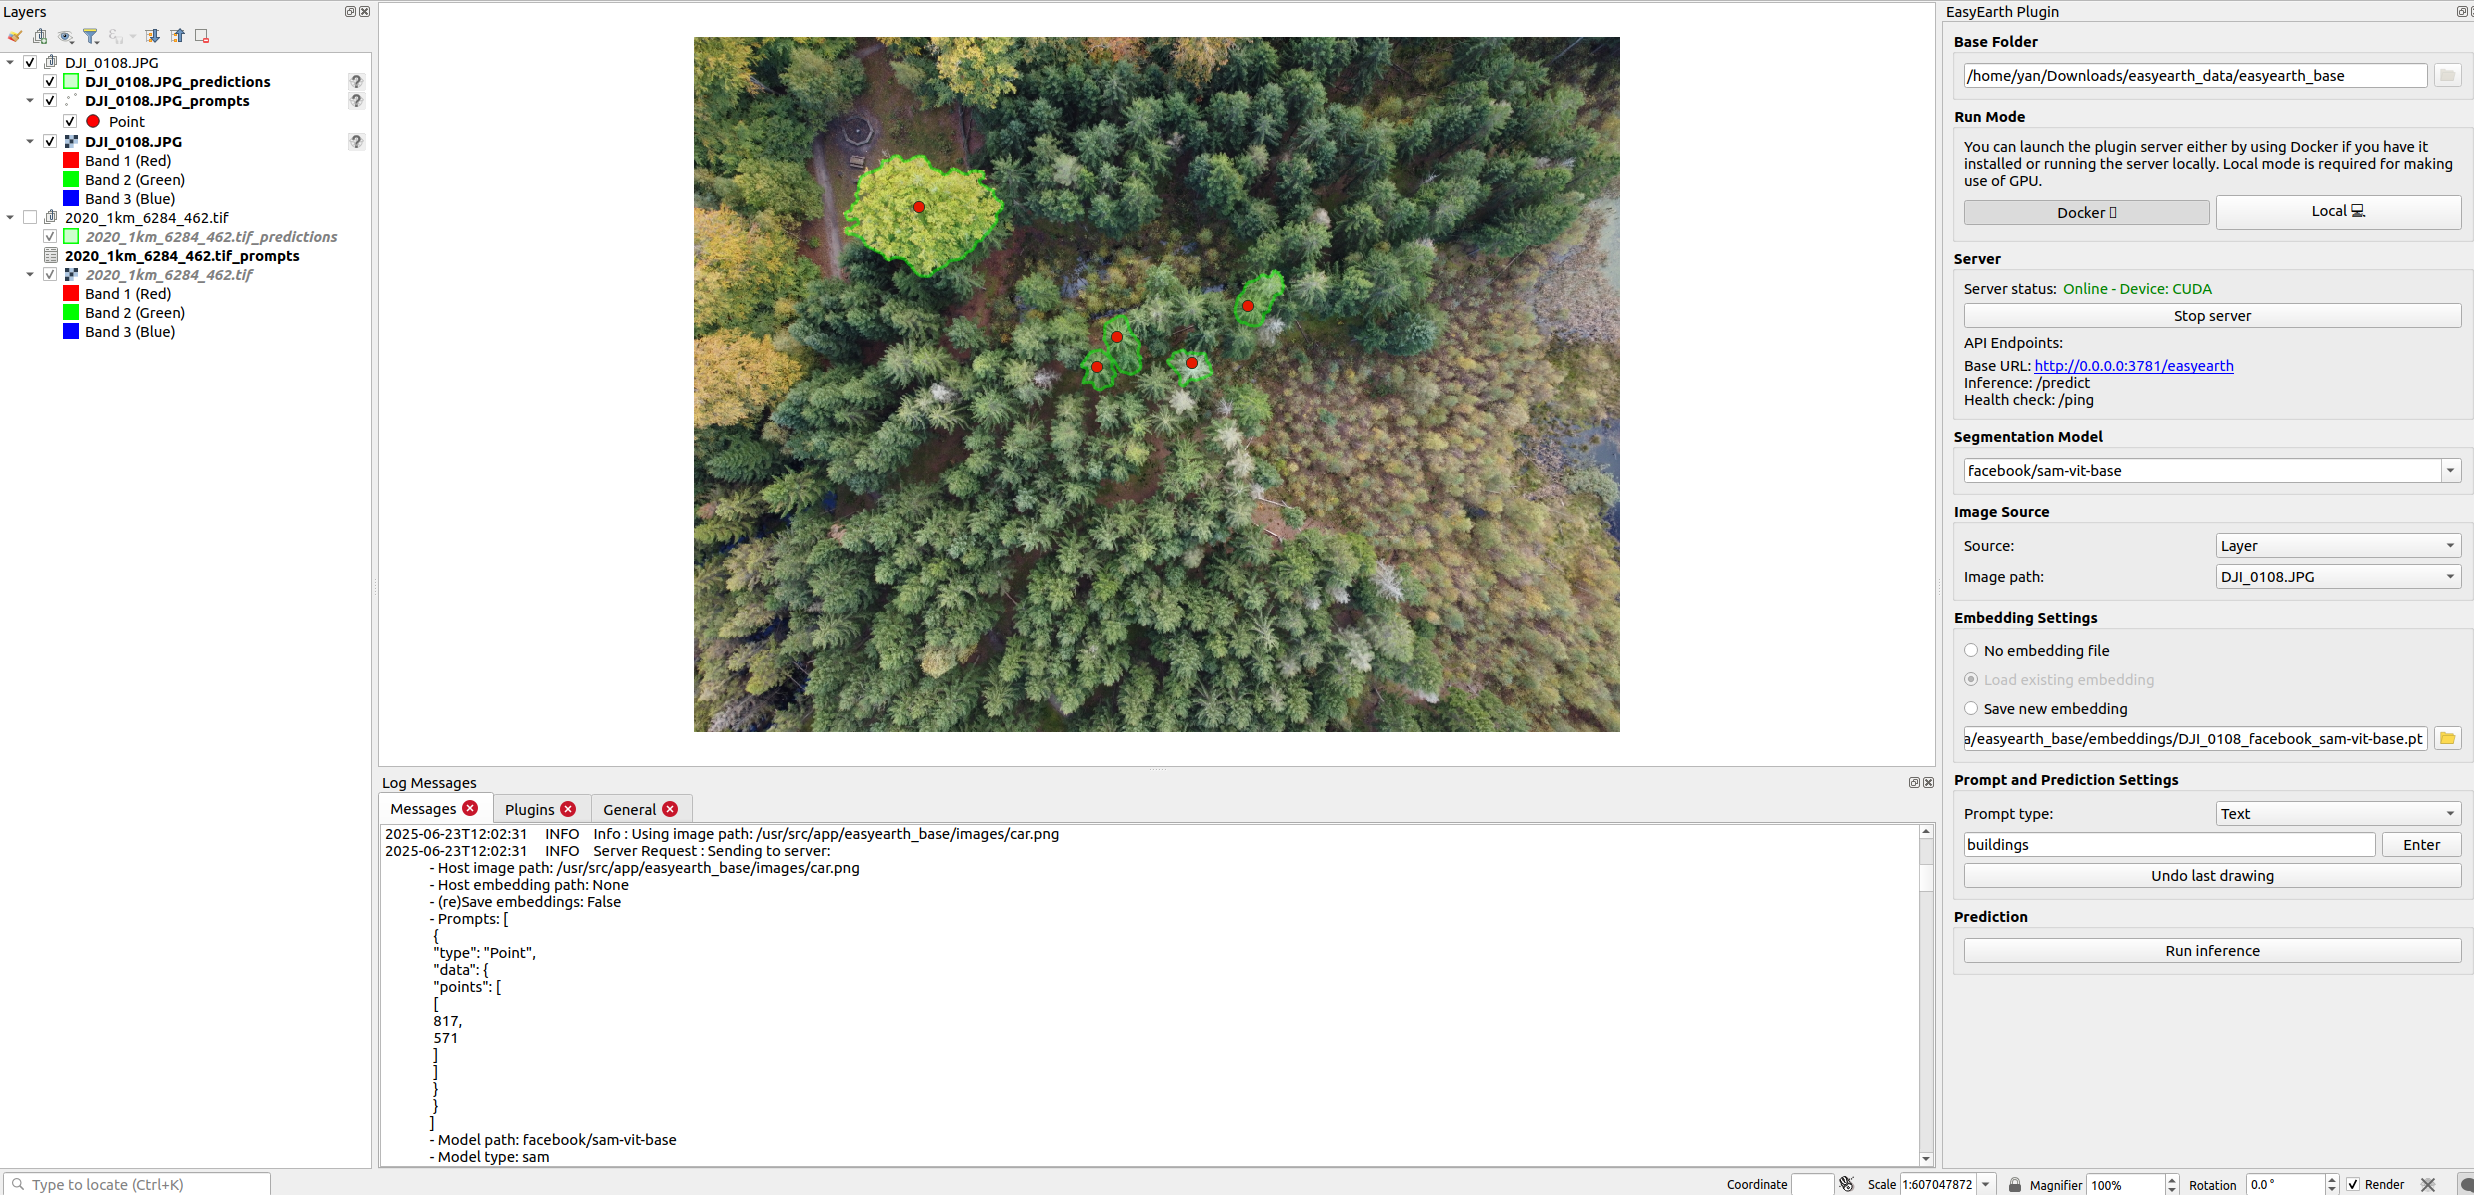 Layers
DJI_0108.JPG
DJI_0108.JPG_predictions
DJI_0108.JPG_prompts
Point
DJI_0108.JPG
Band 1 (Red)
Band 2 (Green)
Band 3 (Blue)
2020_1km_6284_462.tif
2020_1km_6284_462.tif_predictions
2020_1km_6284_462.tif_prompts
2020_1km_6284_462.tif
Band 1 (Red)
Band 2 (Green)
Band 3 (Blue)
Type to locate (Ctrl+K)
Log Messages
Messages
Plugins
General
2025-06-23T12:02:31 INFO Info : Using image path: /usr/src/app/easyearth_base/images/car.png
2025-06-23T12:02:31 INFO Server Request : Sending to server:
- Host image path: /usr/src/app/easyearth_base/images/car.png
- Host embedding path: None
- (re)Save embeddings: False
- Prompts: [
{
"type": "Point",
"data": {
"points": [
[
817,
571
]
]
}
}
]
- Model path: facebook/sam-vit-base
- Model type: sam
EasyEarth Plugin
Base Folder
/home/yan/Downloads/easyearth_data/easyearth_base
Run Mode
You can launch the plugin server either by using Docker if you have it
installed or running the server locally. Local mode is required for making
use of GPU.
Docker
Local
Server
Server status: Online - Device: CUDA
Stop server
API Endpoints:
Base URL: http://0.0.0.0:3781/easyearth
Inference: /predict
Health check: /ping
Segmentation Model
facebook/sam-vit-base
Image Source
Source: Layer
Image path: DJI_0108.JPG
Embedding Settings
No embedding file
Load existing embedding
Save new embedding
a/easyearth_base/embeddings/DJI_0108_facebook_sam-vit-base.pt
Prompt and Prediction Settings
Prompt type: Text
buildings
Enter
Undo last drawing
Prediction
Run inference
Coordinate
Scale 1:607047872
Magnifier 100%
Rotation 0.0 °
Render